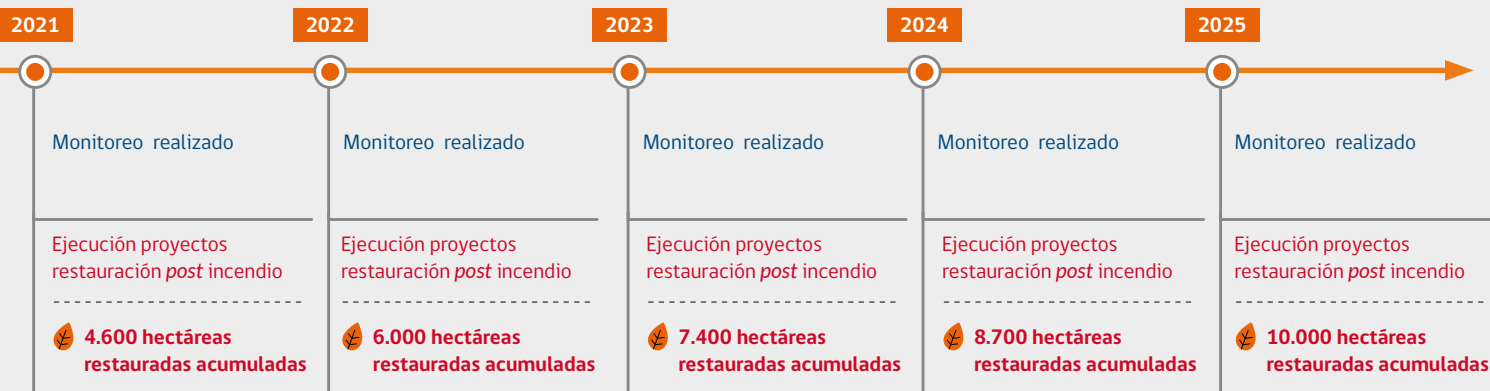 2021
2022
2023
2024
2025
Monitoreo realizado
Monitoreo realizado
Monitoreo realizado
Monitoreo realizado
Monitoreo realizado
Ejecución proyectos
restauración post incendio
4.600 hectáreas
restauradas acumuladas
Ejecución proyectos
restauración post incendio
6.000 hectáreas
restauradas acumuladas
Ejecución proyectos
restauración post incendio
7.400 hectáreas
restauradas acumuladas
Ejecución proyectos
restauración post incendio
8.700 hectáreas
restauradas acumuladas
Ejecución proyectos
restauración post incendio
10.000 hectáreas
restauradas acumuladas